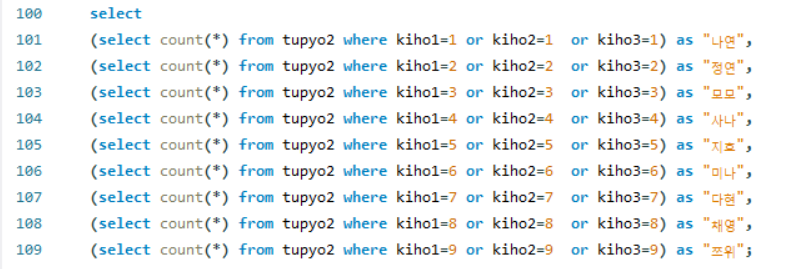 100 select
101 (select count(*) from tupyo2 where kiho1=1 or kiho2=1 or kiho3=1) as "나연",
102 (select count(*) from tupyo2 where kiho1=2 or kiho2=2 or kiho3=2) as "정연",
103 (select count(*) from tupyo2 where kiho1=3 or kiho2=3 or kiho3=3) as "모모",
104 (select count(*) from tupyo2 where kiho1=4 or kiho2=4 or kiho3=4) as "사나",
105 (select count(*) from tupyo2 where kiho1=5 or kiho2=5 or kiho3=5) as "지효",
106 (select count(*) from tupyo2 where kiho1=6 or kiho2=6 or kiho3=6) as "미나",
107 (select count(*) from tupyo2 where kiho1=7 or kiho2=7 or kiho3=7) as "다현",
108 (select count(*) from tupyo2 where kiho1=8 or kiho2=8 or kiho3=8) as "채영",
109 (select count(*) from tupyo2 where kiho1=9 or kiho2=9 or kiho3=9) as "쯔위";